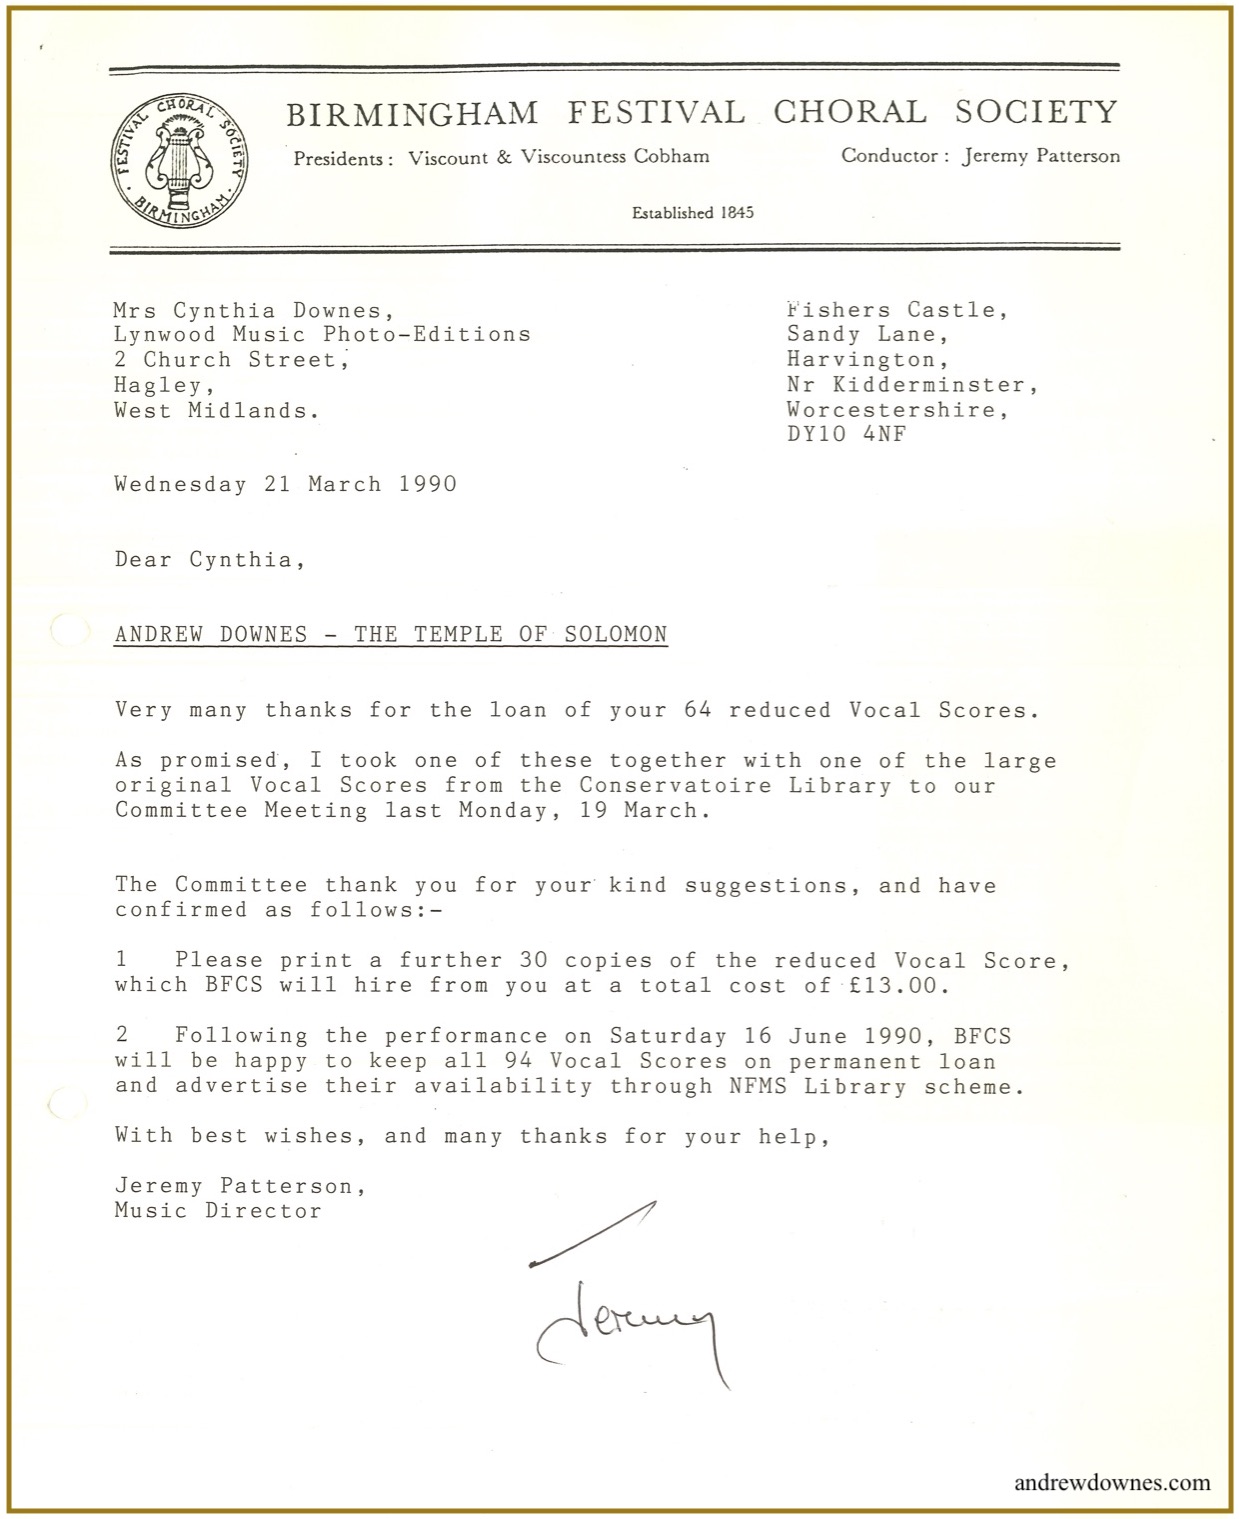 FESTIVAL CHORAL SOCIETY
· BIRMINGHAM ·
BIRMINGHAM FESTIVAL CHORAL SOCIETY
Presidents : Viscount & Viscountess Cobham Conductor : Jeremy Patterson
Established 1845
Mrs Cynthia Downes,
Lynwood Music Photo-Editions
2 Church Street,
Hagley,
West Midlands.
Fishers Castle,
Sandy Lane,
Harvington,
Nr Kidderminster,
Worcestershire,
DY10 4NF
Wednesday 21 March 1990
Dear Cynthia,
ANDREW DOWNES - THE TEMPLE OF SOLOMON
Very many thanks for the loan of your 64 reduced Vocal Scores.
As promised, I took one of these together with one of the large
original Vocal Scores from the Conservatoire Library to our
Committee Meeting last Monday, 19 March.
The Committee thank you for your kind suggestions, and have
confirmed as follows:-
1 Please print a further 30 copies of the reduced Vocal Score,
which BFCS will hire from you at a total cost of £13.00.
2 Following the performance on Saturday 16 June 1990, BFCS
will be happy to keep all 94 Vocal Scores on permanent loan
and advertise their availability through NFMS Library scheme.
With best wishes, and many thanks for your help,
Jeremy Patterson,
Music Director
Jeremy
andrewdownes.com